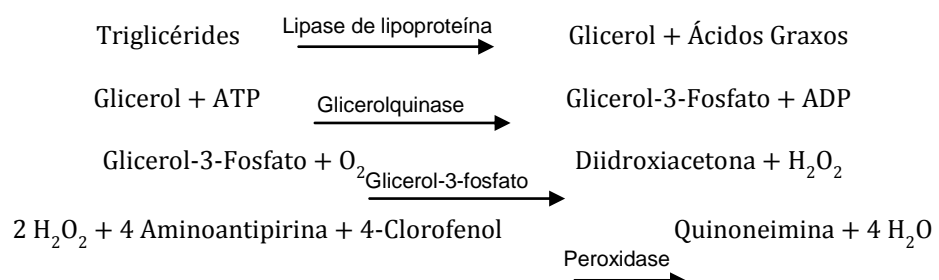 Triglicérides Lipase de lipoproteína Glicerol + Ácidos Graxos
Glicerol + ATP Glicerolquinase Glicerol-3-Fosfato + ADP
Glicerol-3-Fosfato + O₂ Glicerol-3-fosfato Diidroxiacetona + H₂O₂
2 H₂O₂ + 4 Aminoantipirina + 4-Clorofenol Peroxidase Quinoneimina + 4 H₂O